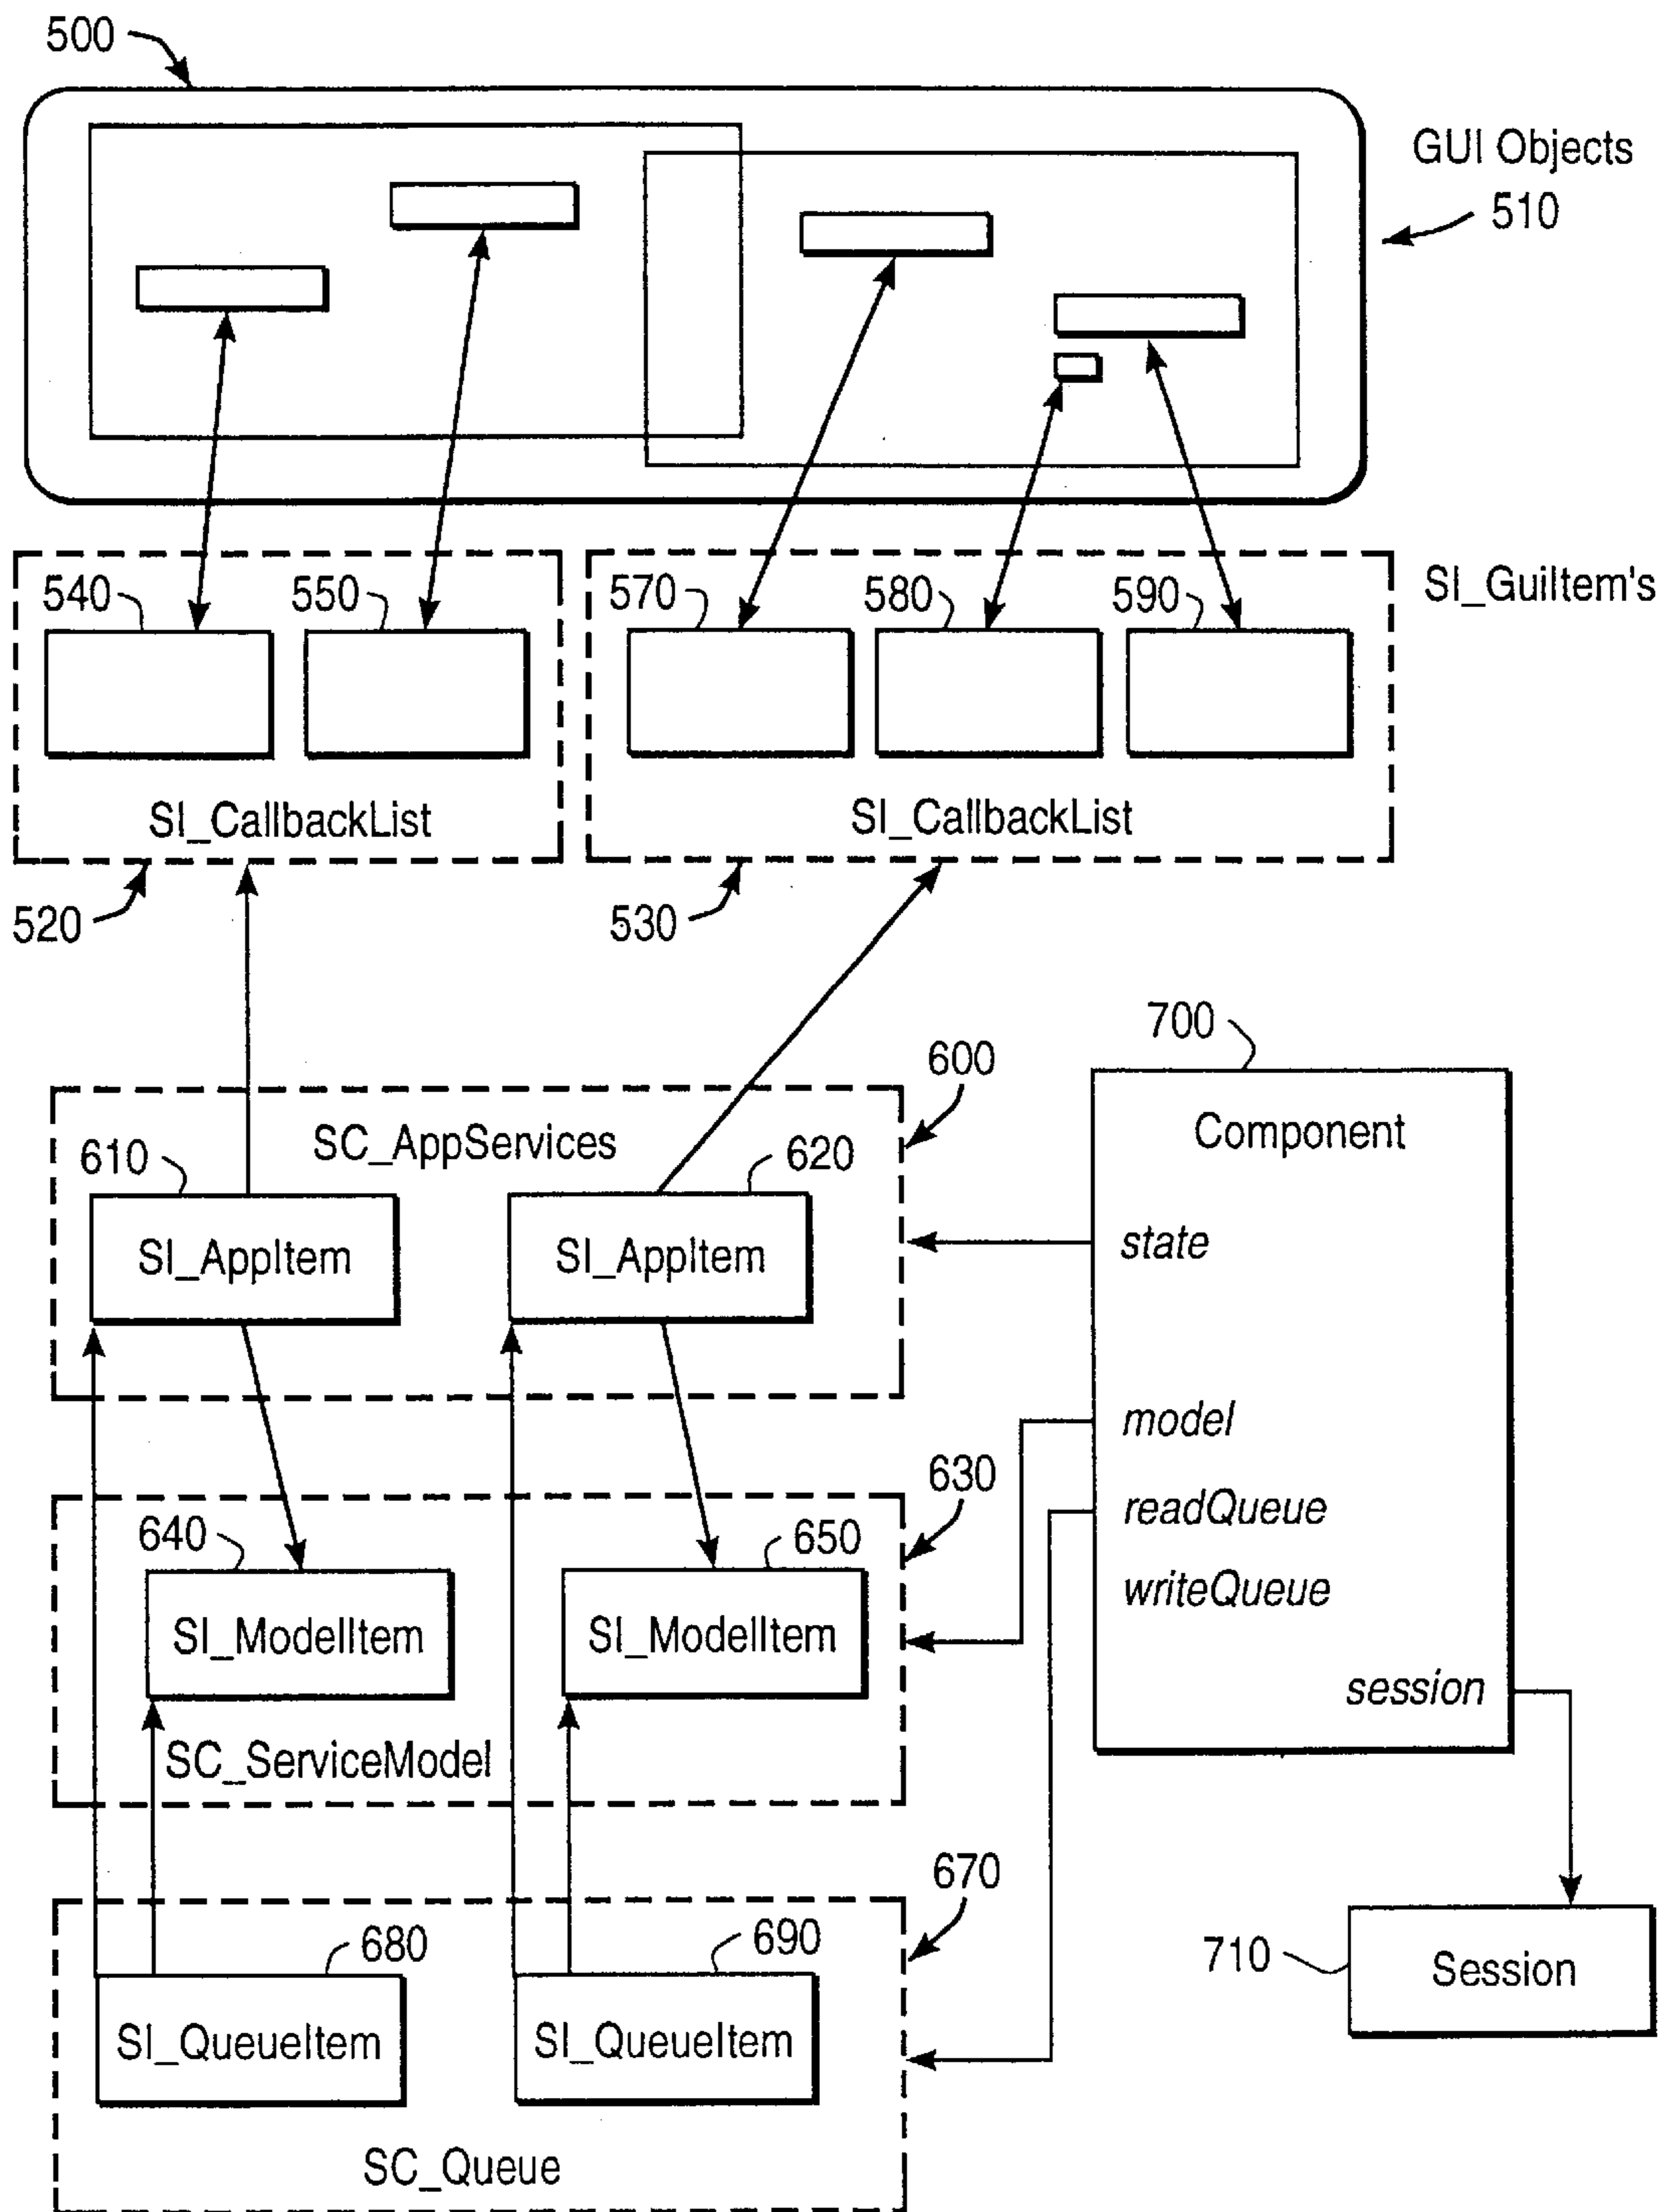 500
GUI Objects
510
540
550
570
580
590
SI_GuiItem's
SI_CallbackList
SI_CallbackList
520
530
700
600
Component
SC_AppServices
610
620
state
SI_AppItem
SI_AppItem
model
630
readQueue
640
650
writeQueue
SI_ModelItem
SI_ModelItem
session
SC_ServiceModel
670
680
690
710
Session
SI_QueueItem
SI_QueueItem
SC_Queue